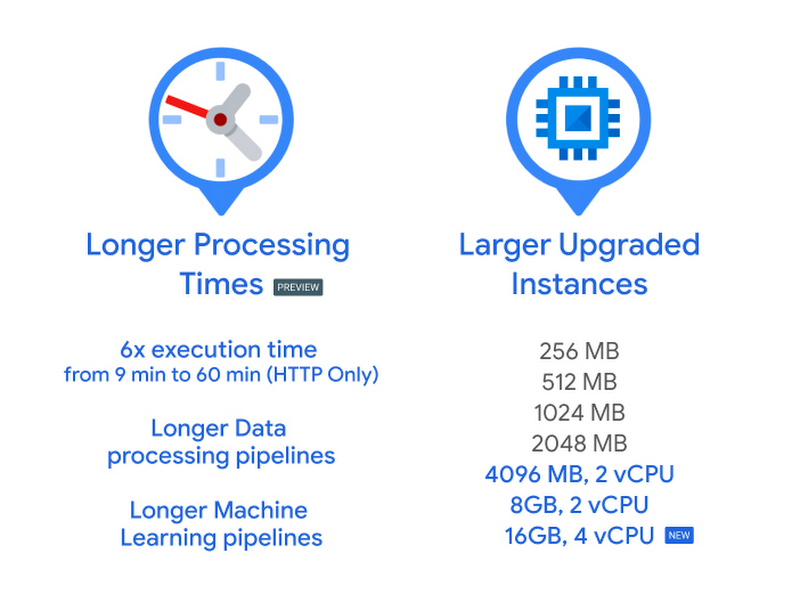 Longer Processing
Times PREVIEW
6x execution time
from 9 min to 60 min (HTTP Only)
Longer Data
processing pipelines
Longer Machine
Learning pipelines
Larger Upgraded
Instances
256 MB
512 MB
1024 MB
2048 MB
4096 MB, 2 vCPU
8GB, 2 vCPU
16GB, 4 vCPU NEW